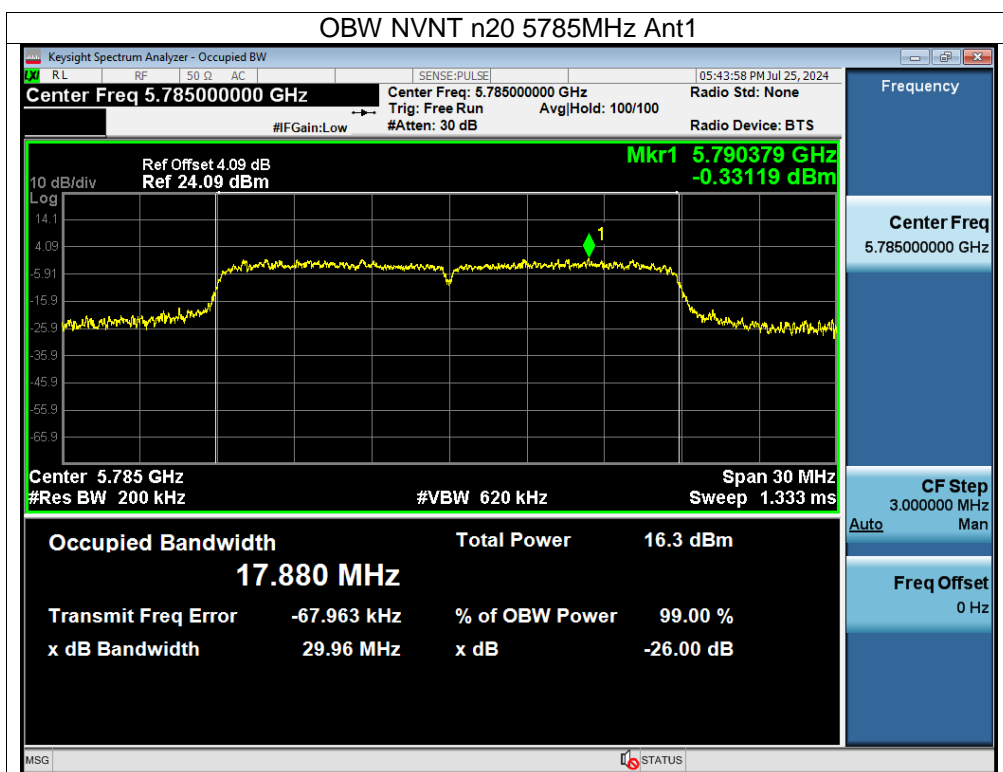 OBW NVNT n20 5785MHz Ant1
Keysight Spectrum Analyzer - Occupied BW
LXI RL RF 50 Ω AC SENSE:PULSE 05:43:58 PM Jul 25, 2024
Center Freq 5.785000000 GHz
Center Freq: 5.785000000 GHz Radio Std: None
Trig: Free Run Avg|Hold: 100/100
#IFGain:Low #Atten: 30 dB Radio Device: BTS
Mkr1 5.790379 GHz
-0.33119 dBm
Ref Offset 4.09 dB
10 dB/div Ref 24.09 dBm
Log
14.1
1
4.09
-5.91
-15.9
-25.9
-35.9
-45.9
-55.9
-65.9
Center 5.785 GHz Span 30 MHz
#Res BW 200 kHz #VBW 620 kHz Sweep 1.333 ms
Occupied Bandwidth Total Power 16.3 dBm
17.880 MHz
Transmit Freq Error -67.963 kHz % of OBW Power 99.00 %
x dB Bandwidth 29.96 MHz x dB -26.00 dB
MSG STATUS
Frequency
Center Freq
5.785000000 GHz
CF Step
3.000000 MHz
Auto Man
Freq Offset
0 Hz